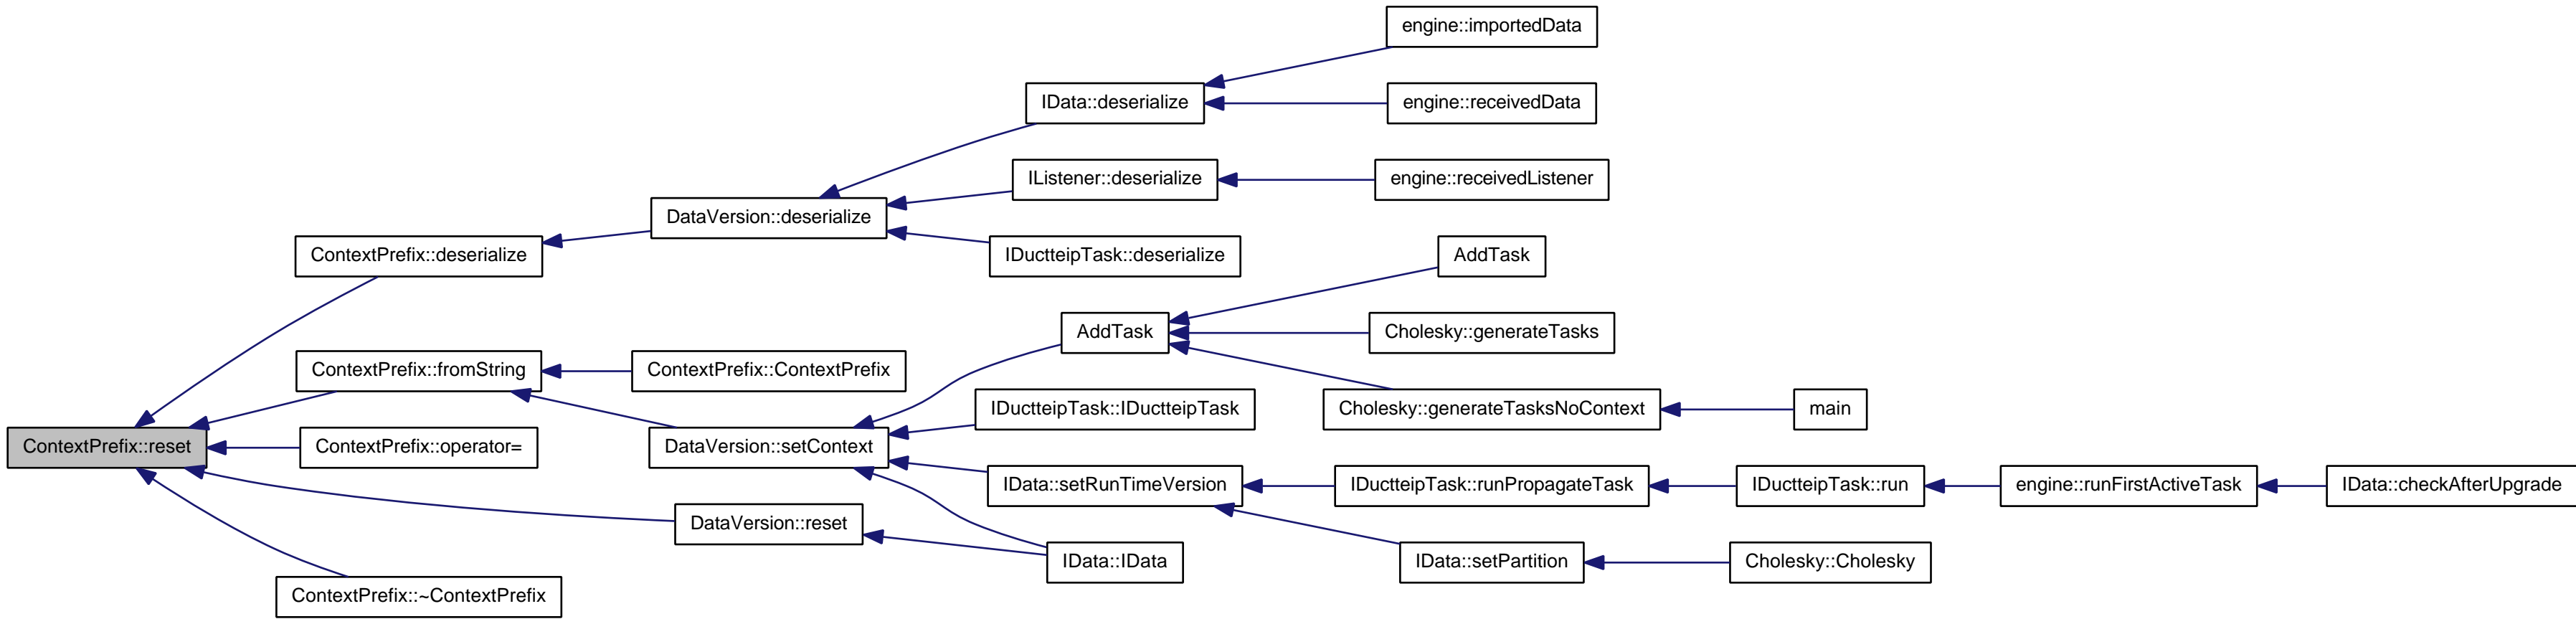 engine::importedData
IData::deserialize
engine::receivedData
IListener::deserialize
engine::receivedListener
DataVersion::deserialize
ContextPrefix::deserialize
IDuctteipTask::deserialize
AddTask
AddTask
Cholesky::generateTasks
ContextPrefix::fromString
ContextPrefix::ContextPrefix
IDuctteipTask::IDuctteipTask
Cholesky::generateTasksNoContext
main
ContextPrefix::reset
ContextPrefix::operator=
DataVersion::setContext
IData::setRunTimeVersion
IDuctteipTask::runPropagateTask
IDuctteipTask::run
engine::runFirstActiveTask
IData::checkAfterUpgrade
DataVersion::reset
IData::IData
IData::setPartition
Cholesky::Cholesky
ContextPrefix::~ContextPrefix